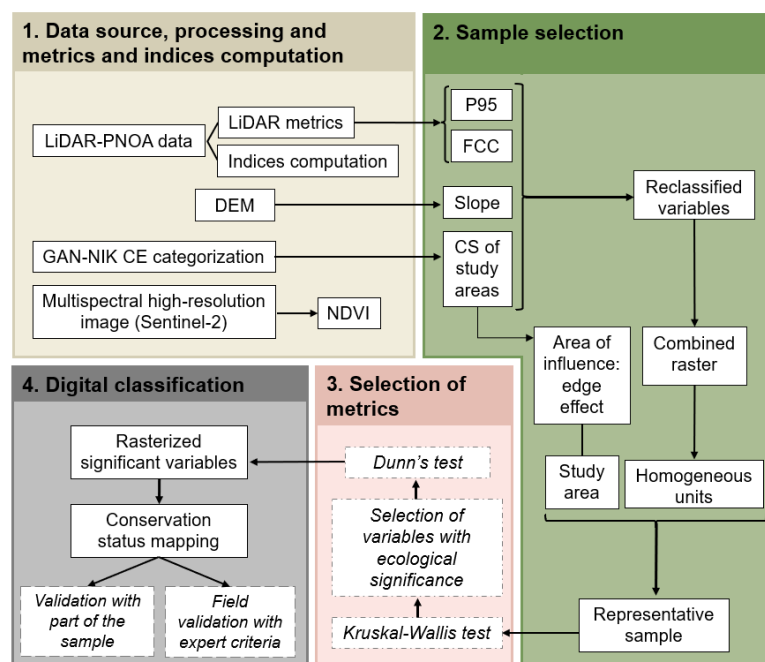 1. Data source, processing and
metrics and indices computation
LiDAR-PNOA data
LiDAR metrics
Indices computation
DEM
GAN-NIK CE categorization
Multispectral high-resolution
image (Sentinel-2)
NDVI
2. Sample selection
P95
FCC
Slope
CS of
study
areas
Reclassified
variables
Area of
influence:
edge
effect
Combined
raster
Study
area
Homogeneous
units
Representative
sample
3. Selection of
metrics
Dunn's test
Selection of
variables with
ecological
significance
Kruskal-Wallis test
4. Digital classification
Rasterized
significant variables
Conservation
status mapping
Validation with
part of the
sample
Field
validation with
expert criteria